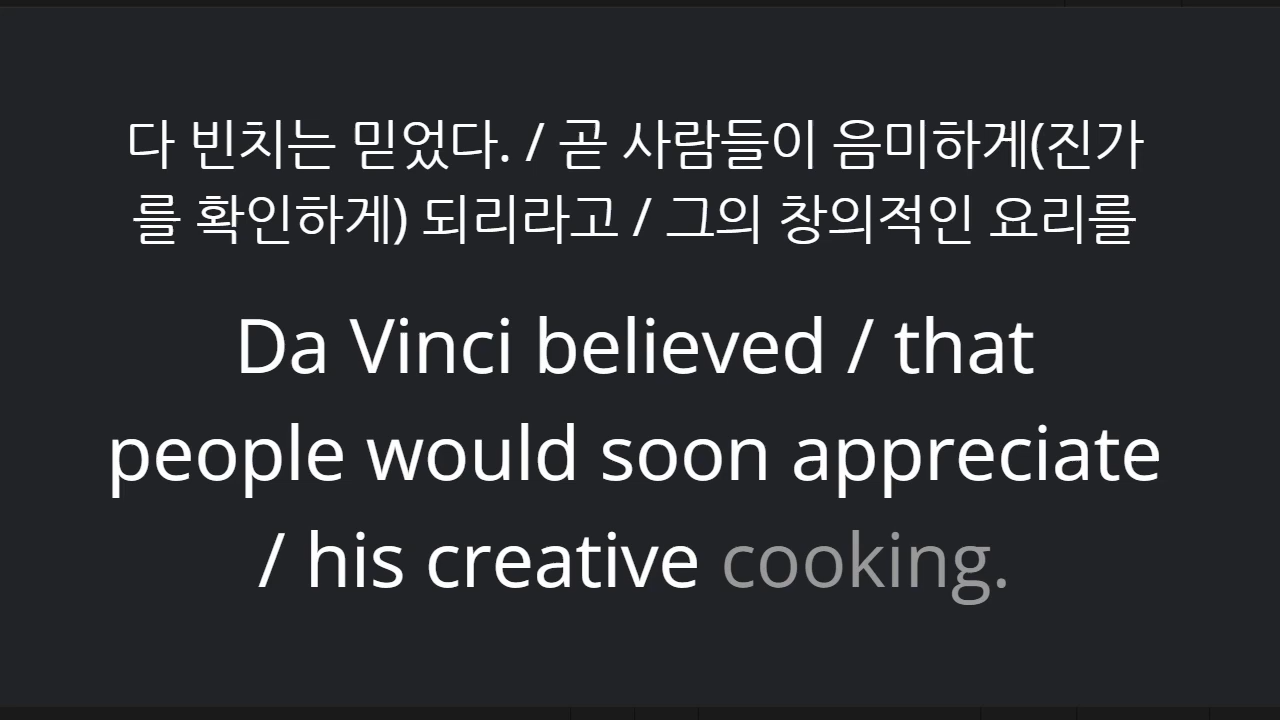 다 빈치는 믿었다. / 곧 사람들이 음미하게(진가
를 확인하게) 되리라고 / 그의 창의적인 요리를
Da Vinci believed / that
people would soon appreciate
/ his creative cooking.